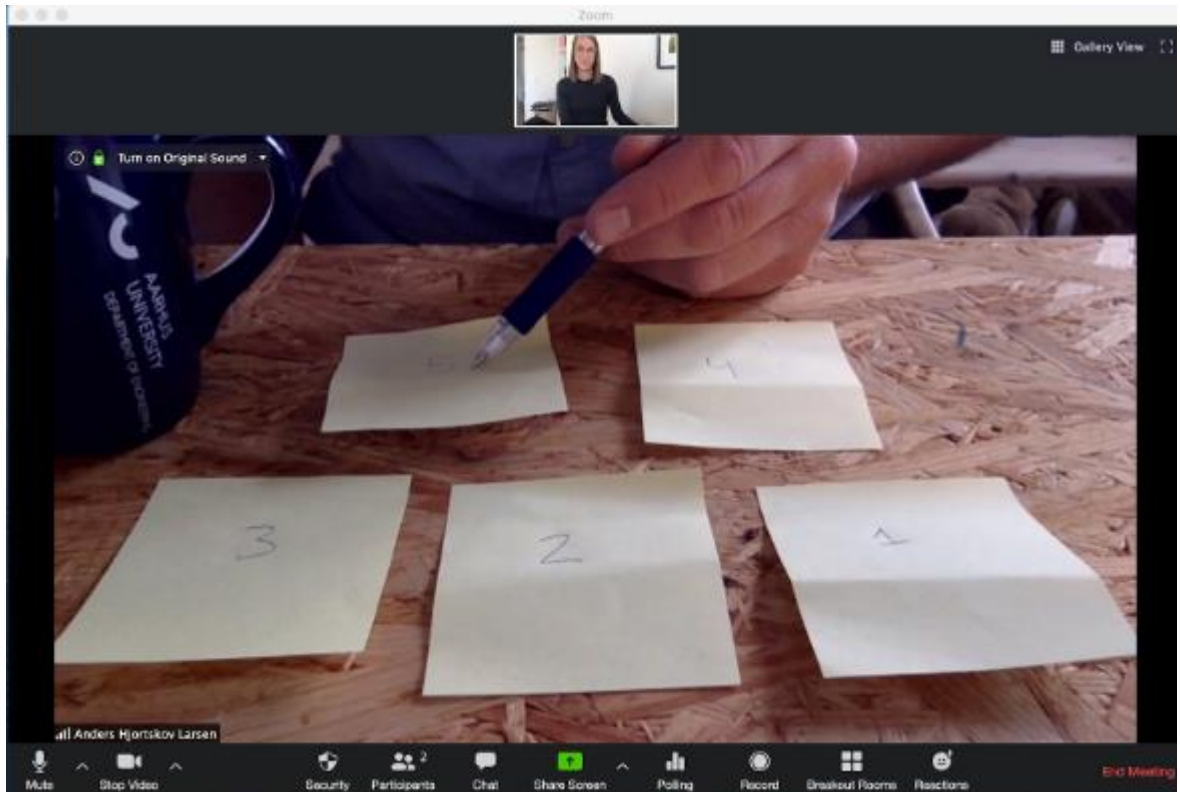 Zoom
Gallery View
Turn on Original Sound
AARHUS
UNIVERSITY
DEPARTMENT OF ENGINEERING
5
4
3
2
1
Anders Hjortskov Larsen
2
Mute
Stop Video
Security
Participants
Chat
Share Screen
Polling
Record
Breakout Rooms
Reactions
End Meeting